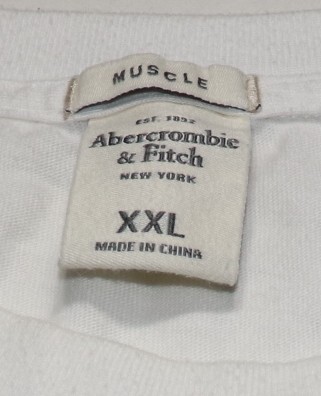 MUSCLE
EST. 1892
Abercrombie
& Fitch
NEW YORK
XXL
MADE IN CHINA